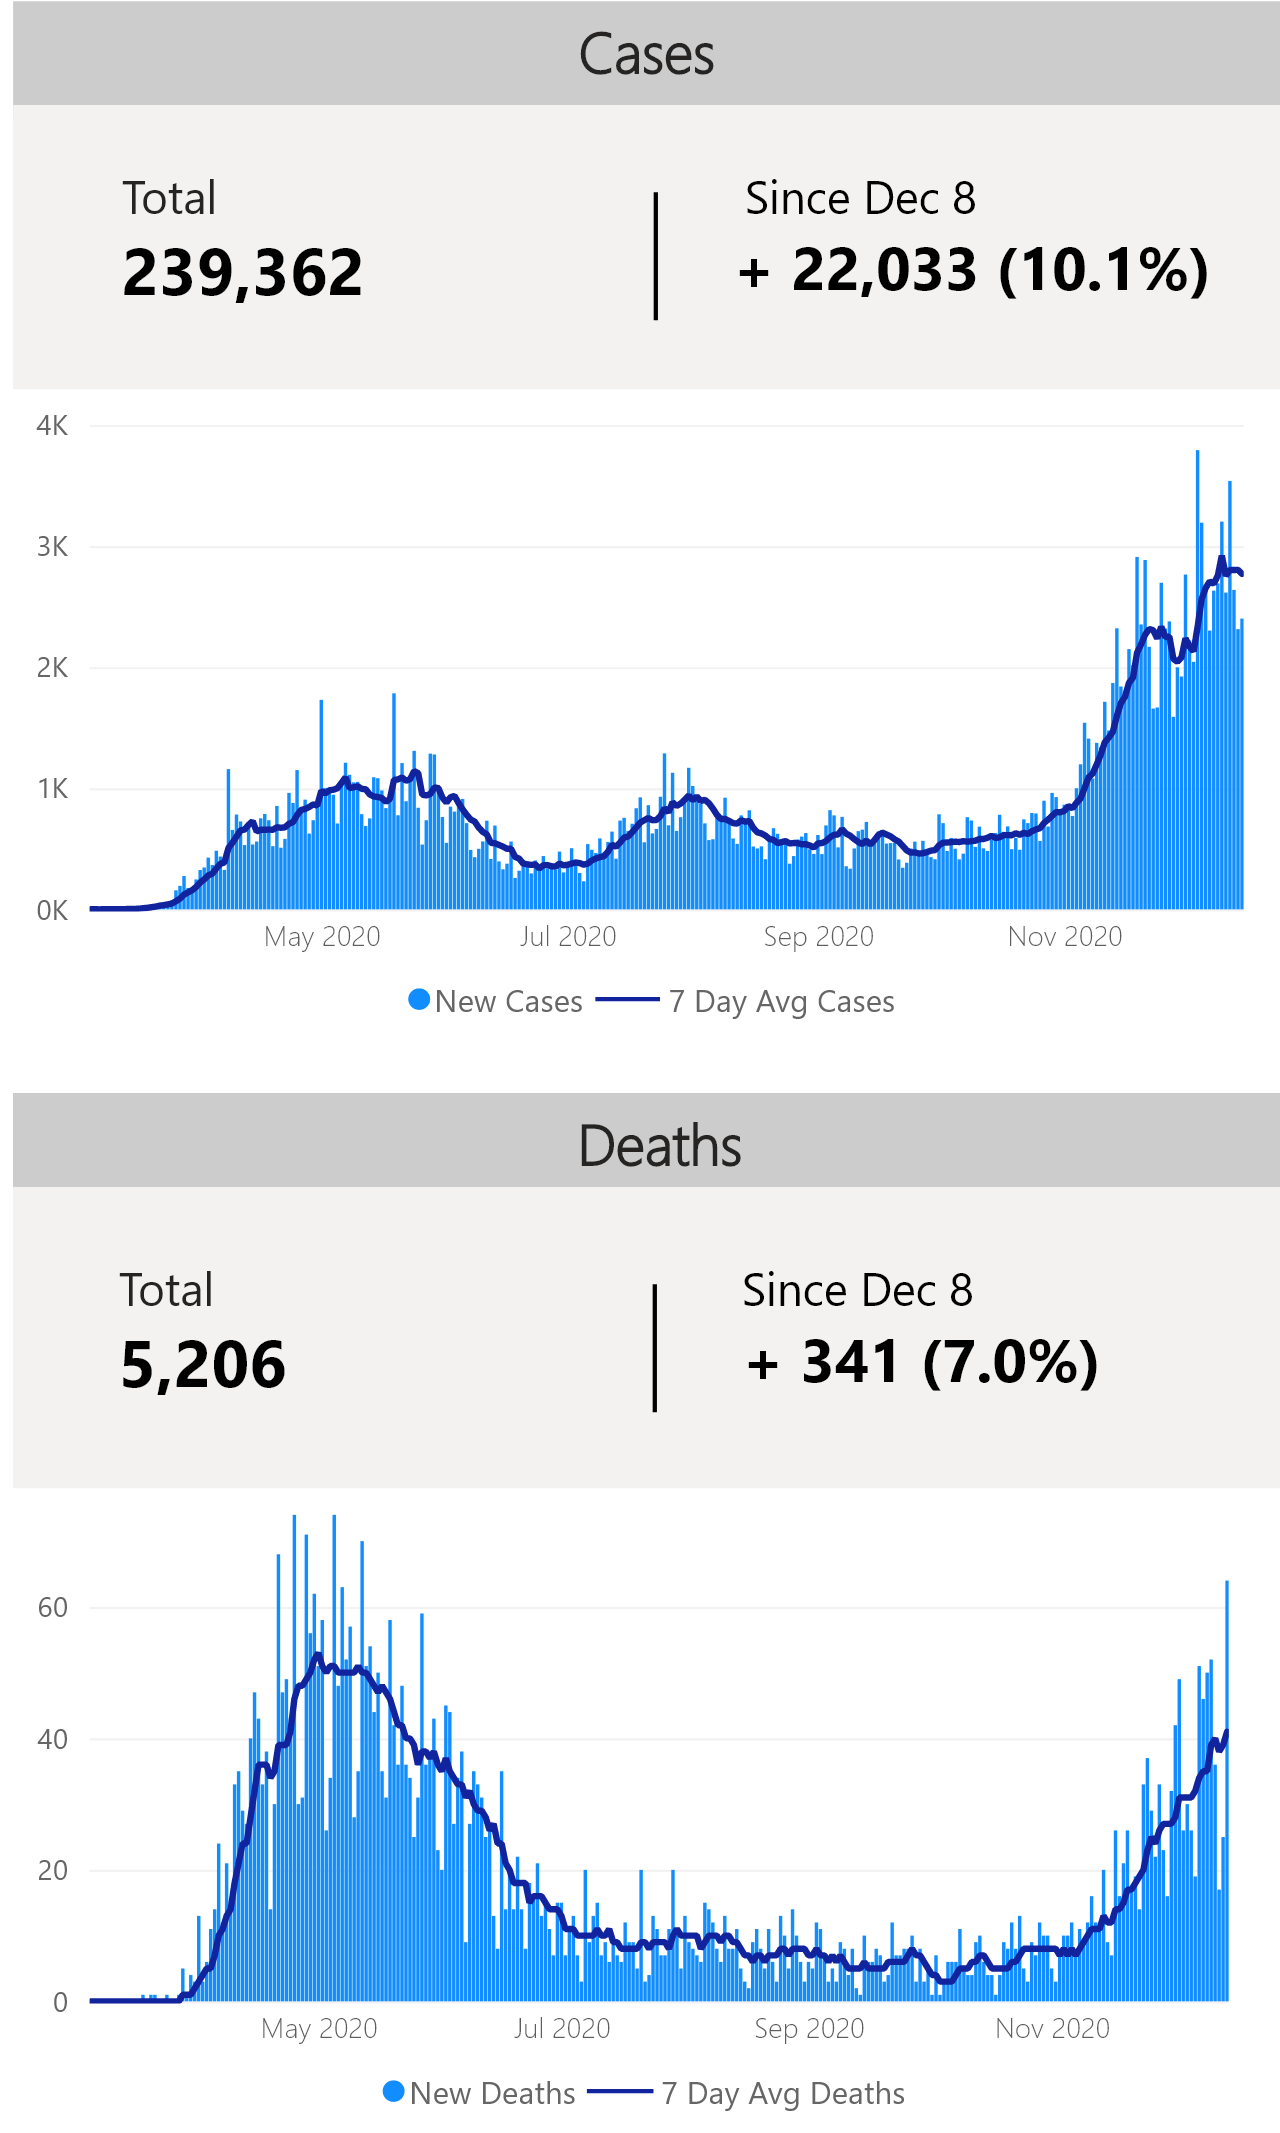 Cases
Total
Since Dec 8
239,362
+ 22,033 (10.1%)
4K
3K
2K
1K
0K
May 2020
Jul 2020
Sep 2020
Nov 2020
New Cases
7 Day Avg Cases
Deaths
Total
Since Dec 8
5,206
+ 341 (7.0%)
60
40
20
0
May 2020
Jul 2020
Sep 2020
Nov 2020
New Deaths
7 Day Avg Deaths